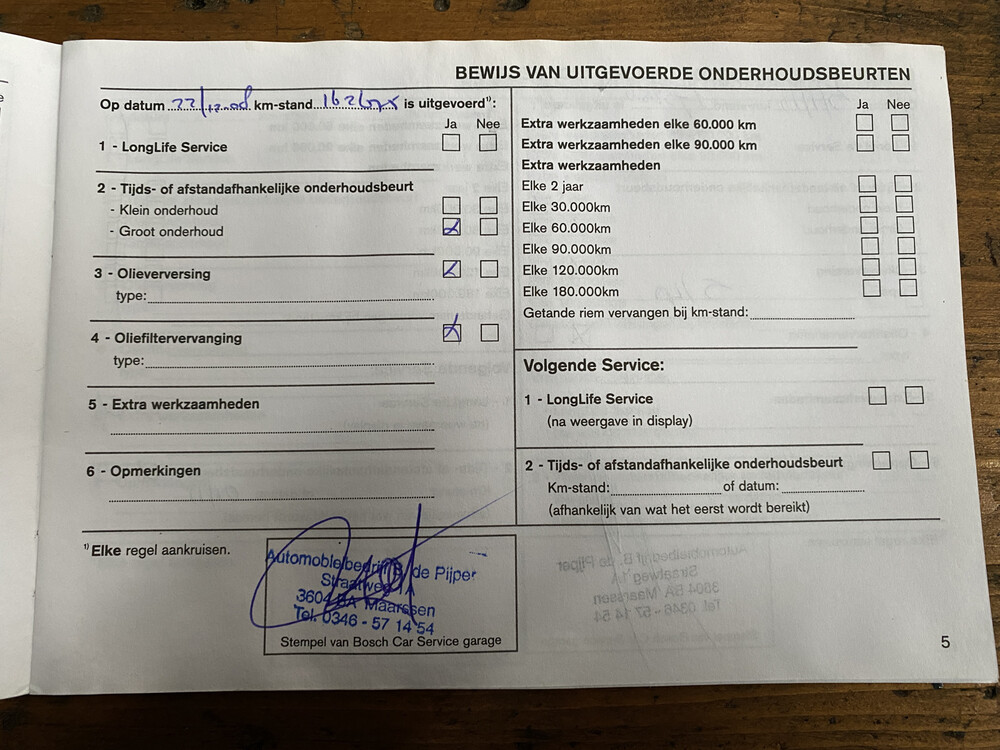 BEWIJS VAN UITGEVOERDE ONDERHOUDSBEURTEN
Op datum 22/ km-stand is uitgevoerd¹⁾:
Ja Nee
1 - LongLife Service
2 - Tijds- of afstandafhankelijke onderhoudsbeurt
- Klein onderhoud
- Groot onderhoud
3 - Olieverversing
type:
4 - Oliefiltervervanging
type:
5 - Extra werkzaamheden
6 - Opmerkingen
Ja Nee
Extra werkzaamheden elke 60.000 km
Extra werkzaamheden elke 90.000 km
Extra werkzaamheden
Elke 2 jaar
Elke 30.000km
Elke 60.000km
Elke 90.000km
Elke 120.000km
Elke 180.000km
Getande riem vervangen bij km-stand:
Volgende Service:
1 - LongLife Service
(na weergave in display)
2 - Tijds- of afstandafhankelijke onderhoudsbeurt
Km-stand: of datum:
(afhankelijk van wat het eerst wordt bereikt)
¹⁾Elke regel aankruisen.
Automobielbedrijf B. de Pijper
Straatweg 1A
3604 BA Maarssen
Tel. 0346 - 57 14 54
Stempel van Bosch Car Service garage
5